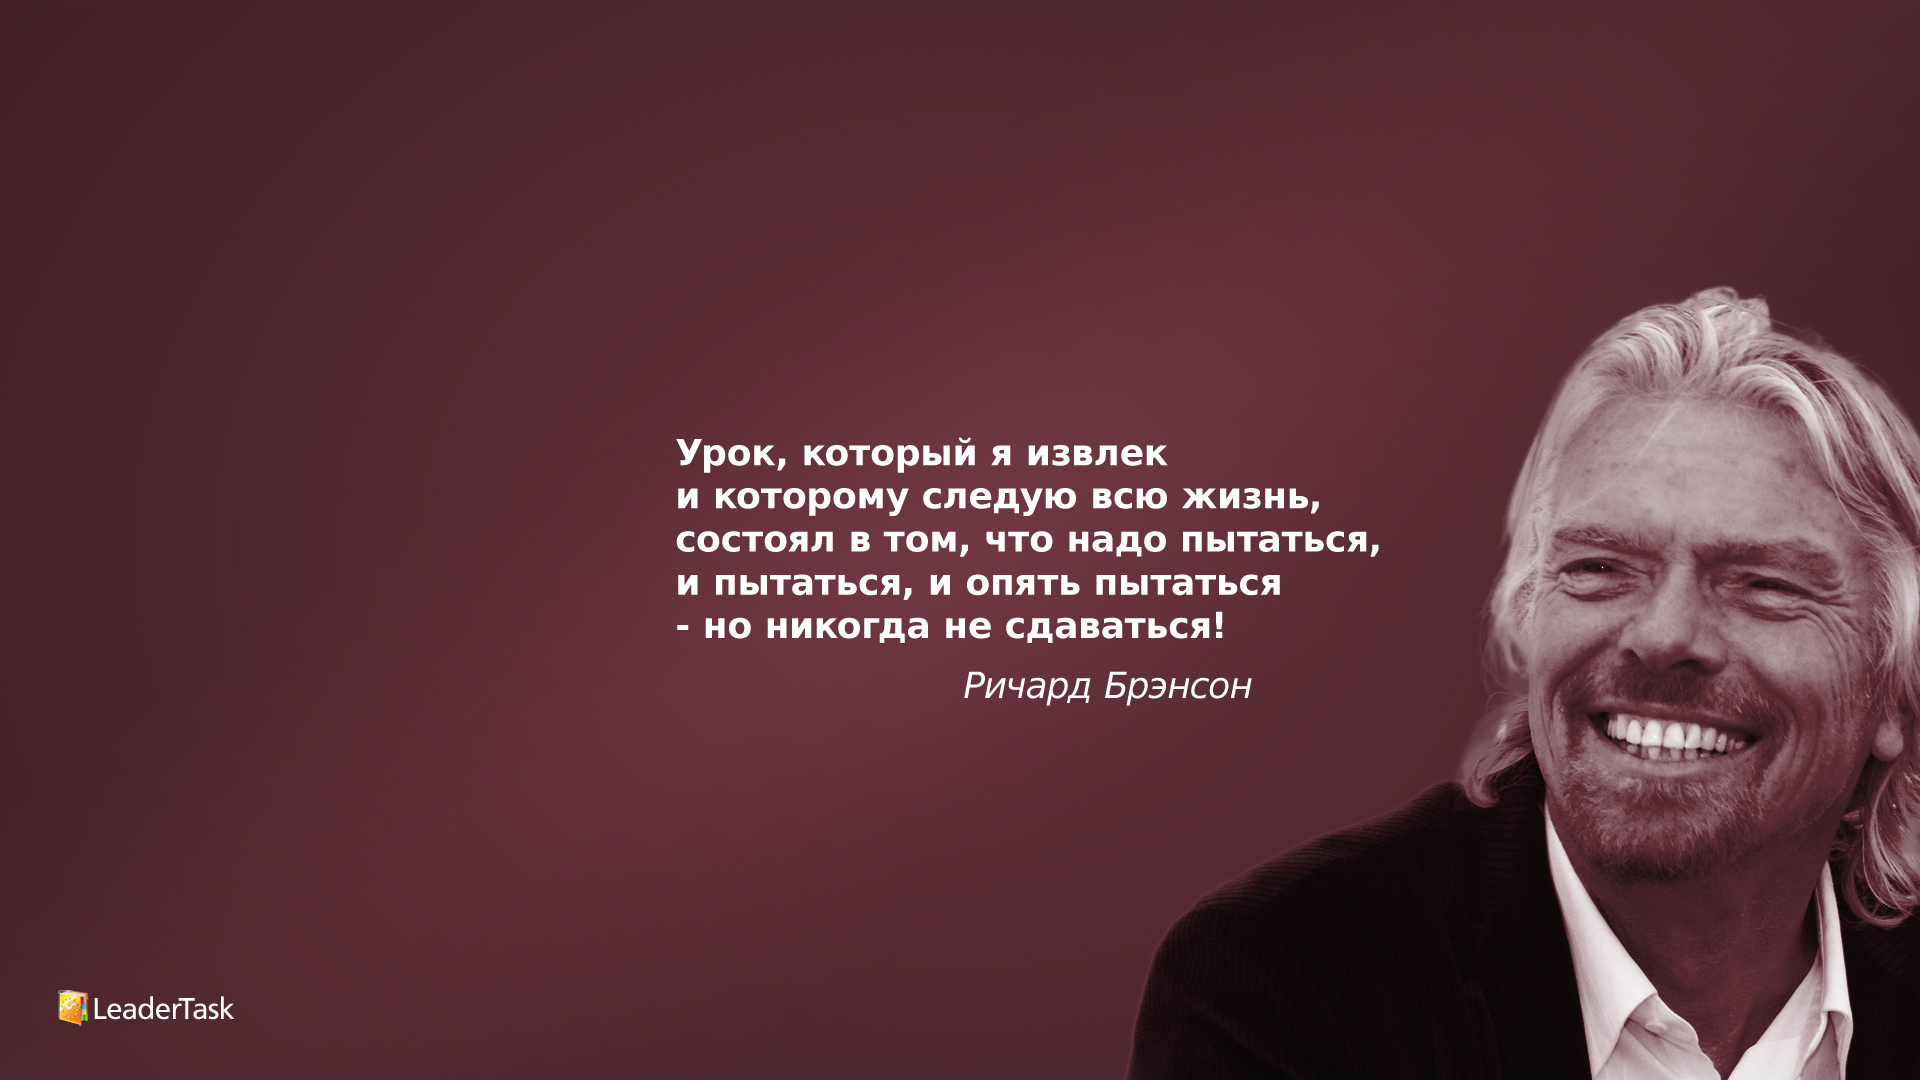 Урок, который я извлек
и которому следую всю жизнь,
состоял в том, что надо пытаться,
и пытаться, и опять пытаться
- но никогда не сдаваться!
Ричард Брэнсон
LeaderTask